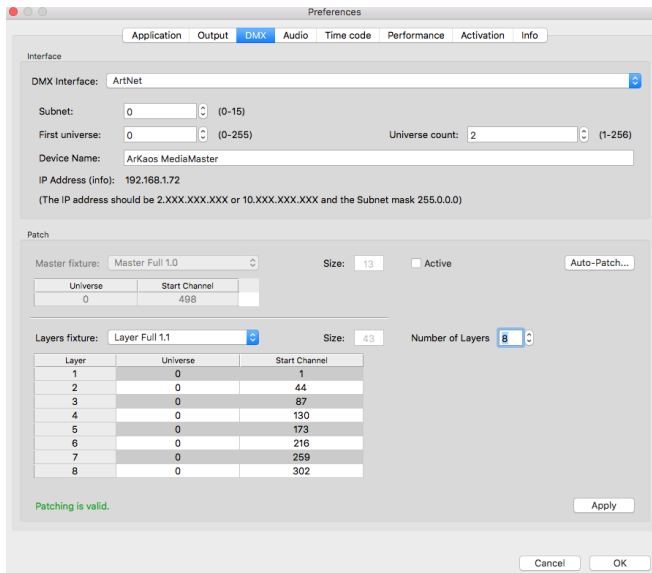 Preferences
Application Output DMX Audio Time code Performance Activation Info
Interface
DMX Interface: ArtNet
Subnet: 0 (0-15)
First universe: 0 (0-255) Universe count: 2 (1-256)
Device Name: ArKaos MediaMaster
IP Address (info): 192.168.1.72
(The IP address should be 2.XXX.XXX.XXX or 10.XXX.XXX.XXX and the Subnet mask 255.0.0.0)
Patch
Master fixture: Master Full 1.0 Size: 13 Active Auto-Patch...
Universe Start Channel
0 498
Layers fixture: Layer Full 1.1 Size: 43 Number of Layers 8
Layer Universe Start Channel
1 0 1
2 0 44
3 0 87
4 0 130
5 0 173
6 0 216
7 0 259
8 0 302
Patching is valid. Apply
Cancel OK